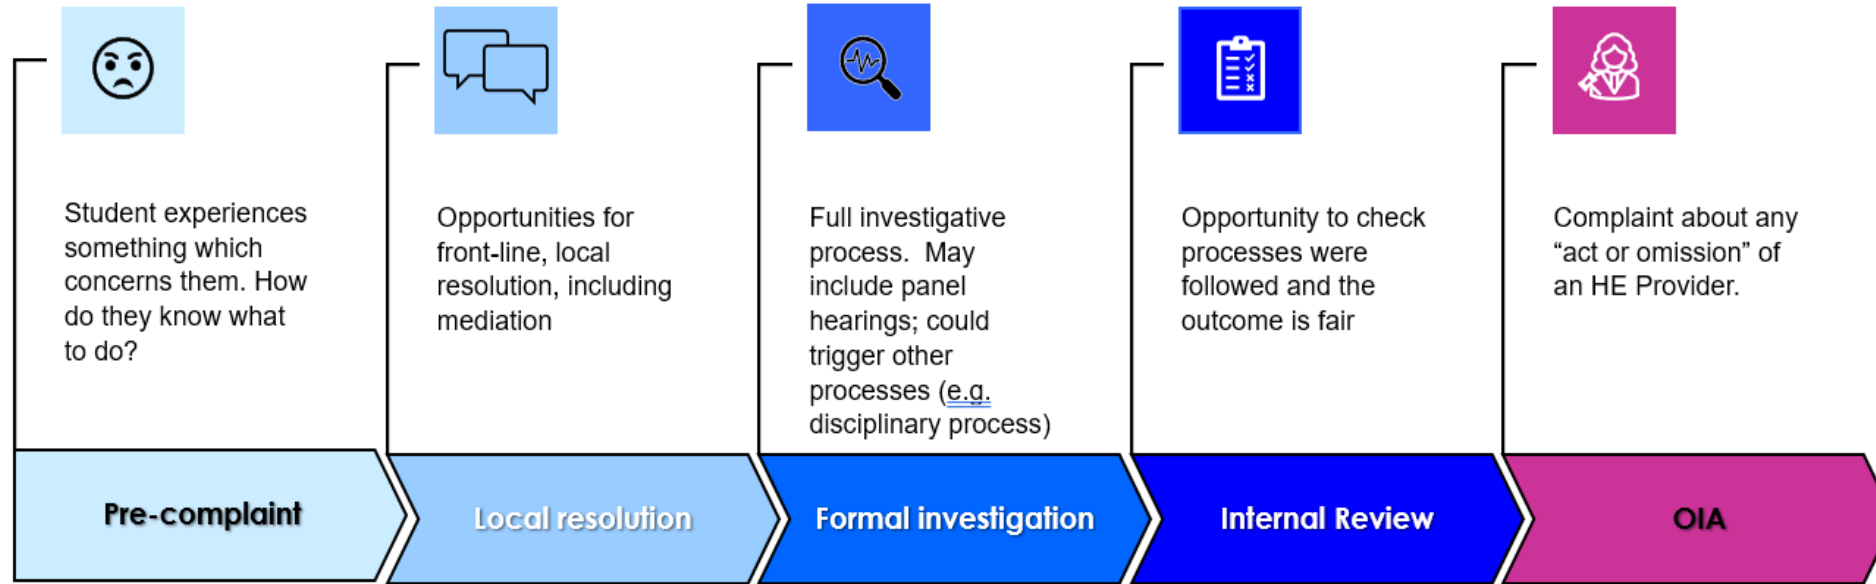 Student experiences
something which
concerns them. How
do they know what
to do?
Opportunities for
front-line, local
resolution, including
mediation
Full investigative
process.  May
include panel
hearings; could
trigger other
processes (e.g.
disciplinary process)
Opportunity to check
processes were
followed and the
outcome is fair
Complaint about any
“act or omission” of
an HE Provider.
Pre-complaint
Local resolution
Formal investigation
Internal Review
OIA